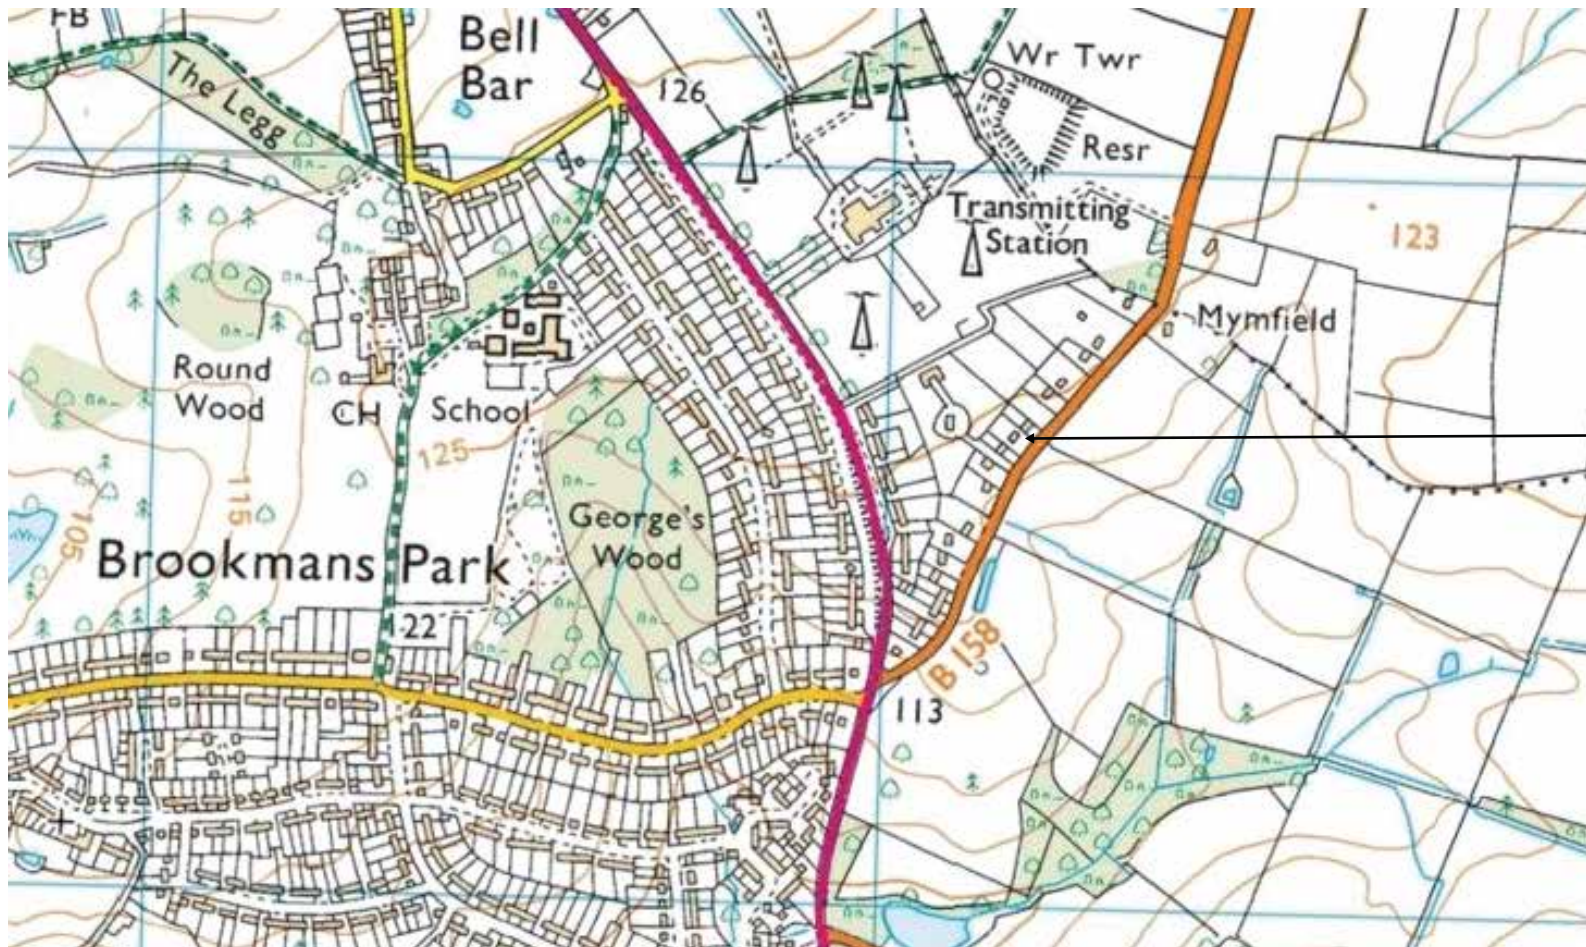 FB
Bell
Bar
The Legg
126
Wr Twr
Resr
Transmitting
Station
123
Mymfield
Round
Wood
CH
School
125
115
105
George's
Wood
Brookmans Park
122
B 158
113